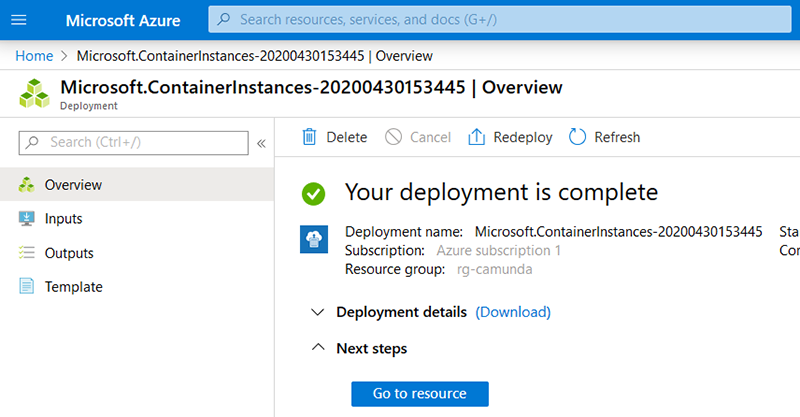 Microsoft Azure
Search resources, services, and docs (G+/)
Home > Microsoft.ContainerInstances-20200430153445 | Overview
Microsoft.ContainerInstances-20200430153445 | Overview
Deployment
Search (Ctrl+/)
«
Overview
Inputs
Outputs
Template
Delete
Cancel
Redeploy
Refresh
Your deployment is complete
Deployment name: Microsoft.ContainerInstances-20200430153445 Sta
Subscription: Azure subscription 1 Cor
Resource group: rg-camunda
Deployment details (Download)
Next steps
Go to resource